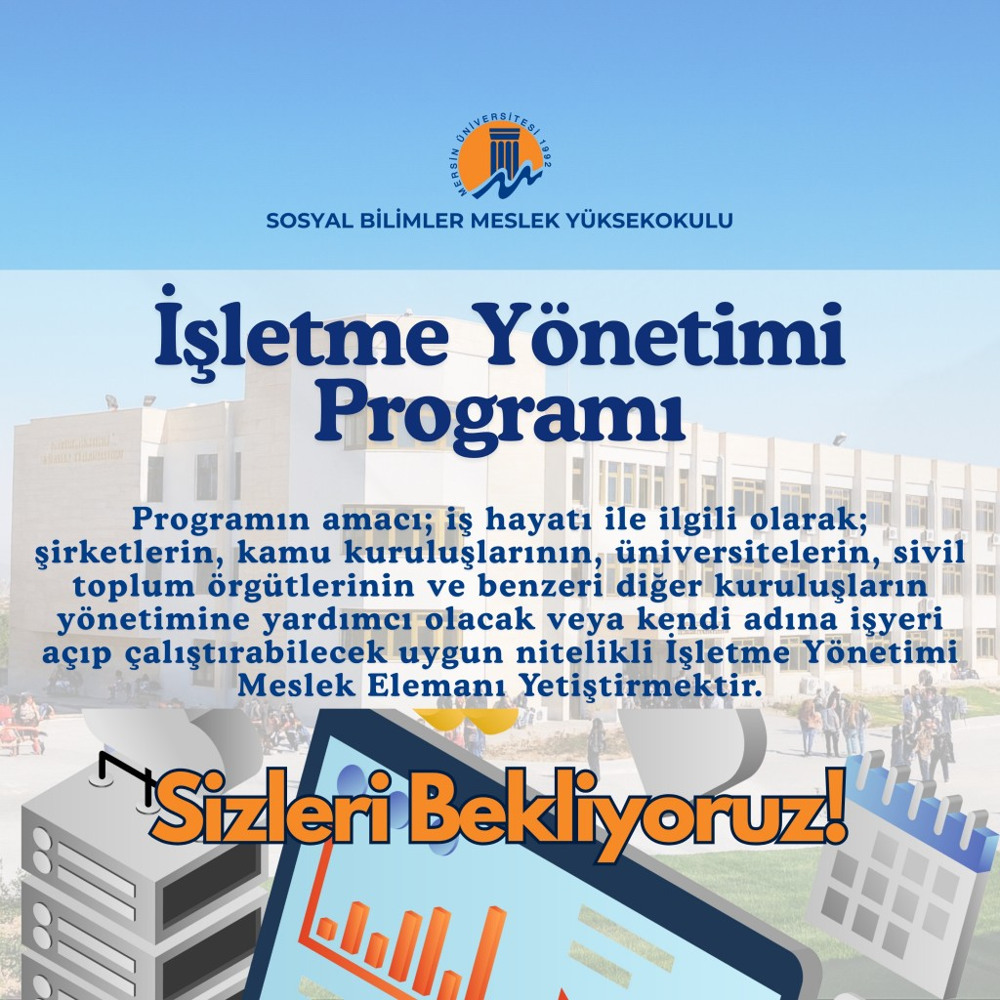 MERSİN ÜNİVERSİTESİ 1992
SOSYAL BİLİMLER MESLEK YÜKSEKOKULU
İşletme Yönetimi
Programı
Programın amacı; iş hayatı ile ilgili olarak;
şirketlerin, kamu kuruluşlarının, üniversitelerin, sivil
toplum örgütlerinin ve benzeri diğer kuruluşların
yönetimine yardımcı olacak veya kendi adına işyeri
açıp çalıştırabilecek uygun nitelikli İşletme Yönetimi
Meslek Elemanı Yetiştirmektir.
Sizleri Bekliyoruz!